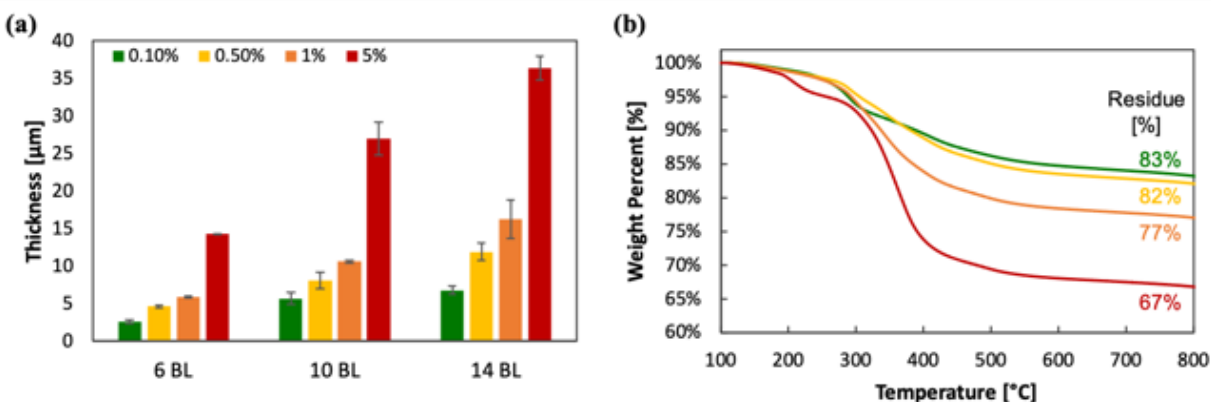 (a)
40
35
30
25
20
15
10
5
0
Thickness [µm]
0.10% 0.50% 1% 5%
6 BL 10 BL 14 BL
(b)
100%
95%
90%
85%
80%
75%
70%
65%
60%
Weight Percent [%]
Residue
[%]
83%
82%
77%
67%
100 200 300 400 500 600 700 800
Temperature [°C]